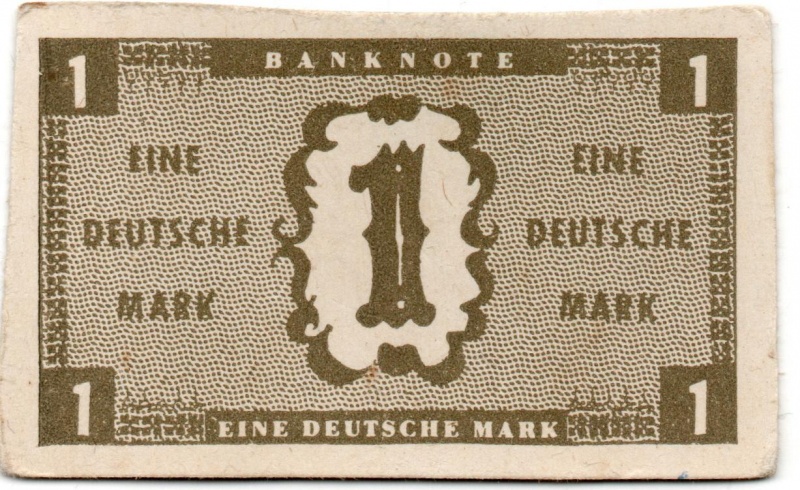 BANKNOTE
1 1
EINE EINE
1
DEUTSCHE DEUTSCHE
MARK MARK
1 1
EINE DEUTSCHE MARK